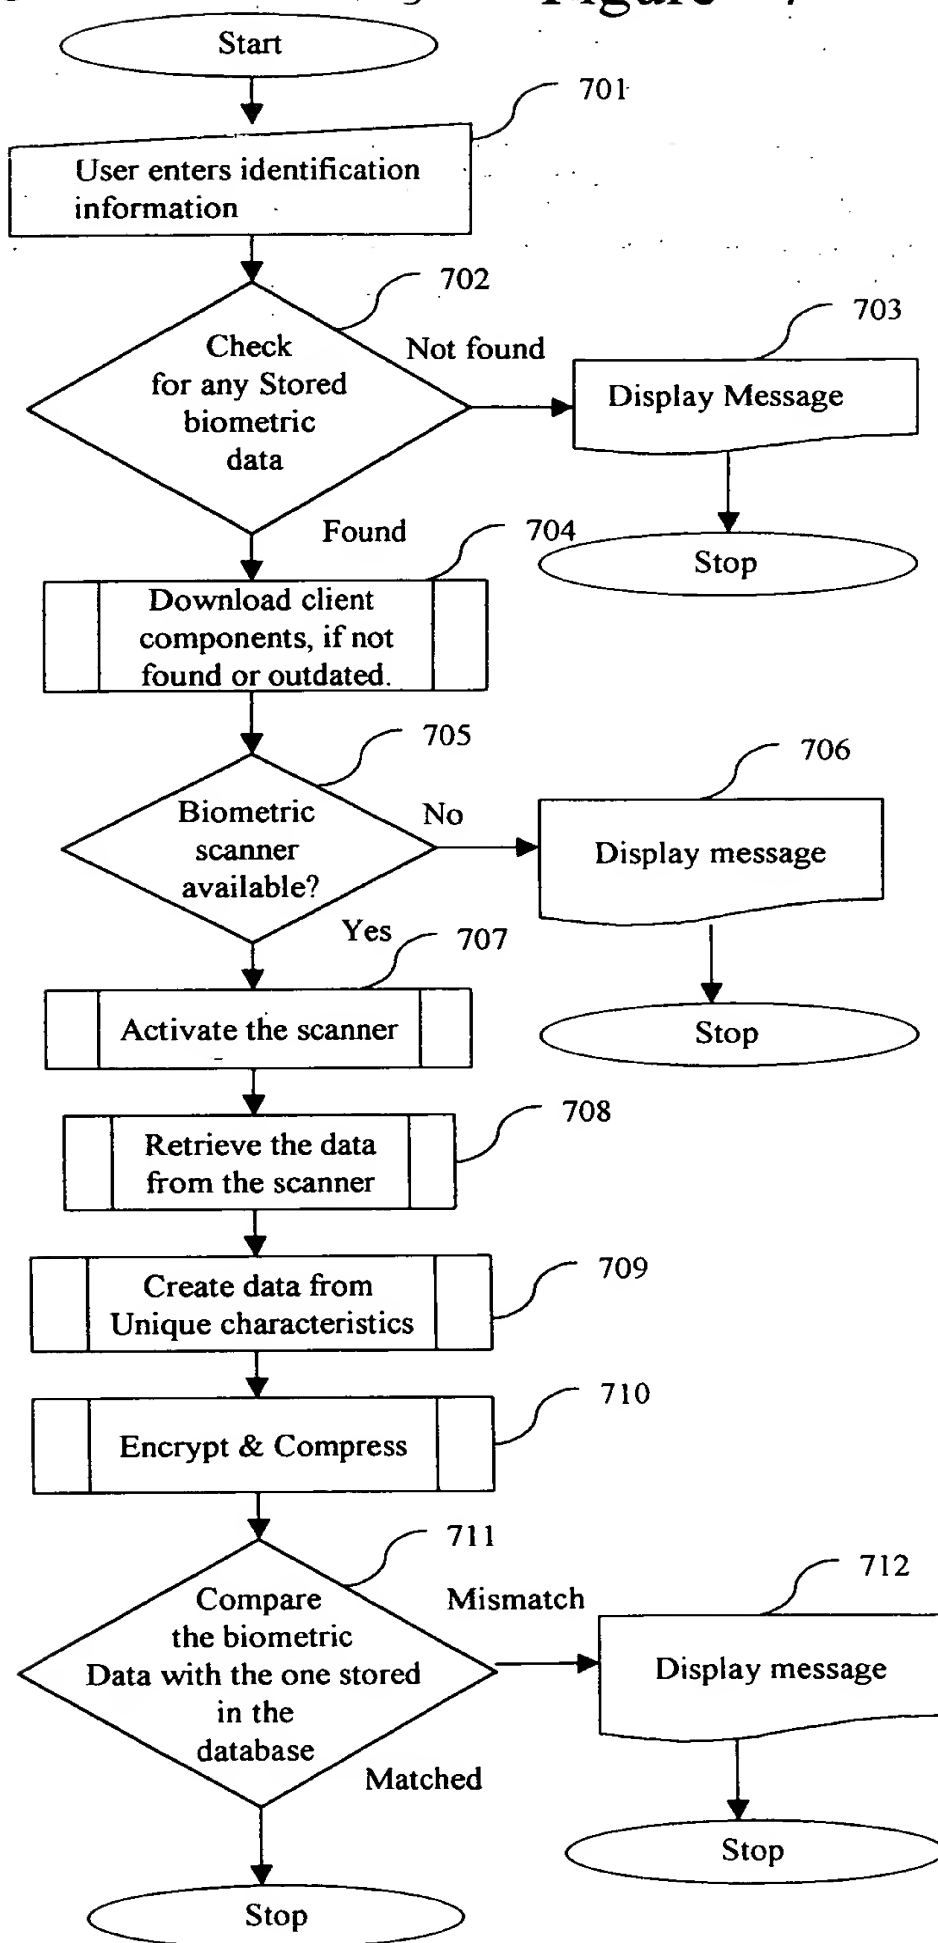 Start
701
User enters identification
information
702
Check
for any Stored
biometric
data
Not found
703
Display Message
Stop
Found
704
Download client
components, if not
found or outdated.
705
Biometric
scanner
available?
No
706
Display message
Stop
Yes
707
Activate the scanner
708
Retrieve the data
from the scanner
709
Create data from
Unique characteristics
710
Encrypt & Compress
711
Compare
the biometric
Data with the one stored
in the
database
Mismatch
712
Display message
Stop
Matched
Stop